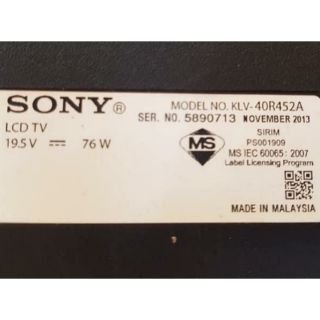 SONY®
MODEL NO. KLV-40R452A
SER. NO. 5890713 NOVEMBER 2013
LCD TV
19.5 V ⎓ 76 W
MS
SIRIM
PS001909
MS IEC 60065: 2007
Label Licensing Program
MADE IN MALAYSIA